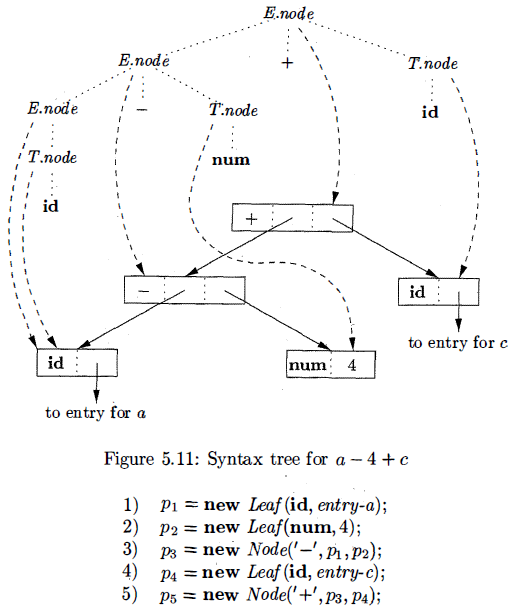 E.node
E.node + T.node
E.node − T.node id
T.node num
id
+
− id
to entry for c
id num 4
to entry for a
Figure 5.11: Syntax tree for a − 4 + c
1) p1 = new Leaf(id, entry-a);
2) p2 = new Leaf(num, 4);
3) p3 = new Node('−', p1, p2);
4) p4 = new Leaf(id, entry-c);
5) p5 = new Node('+', p3, p4);